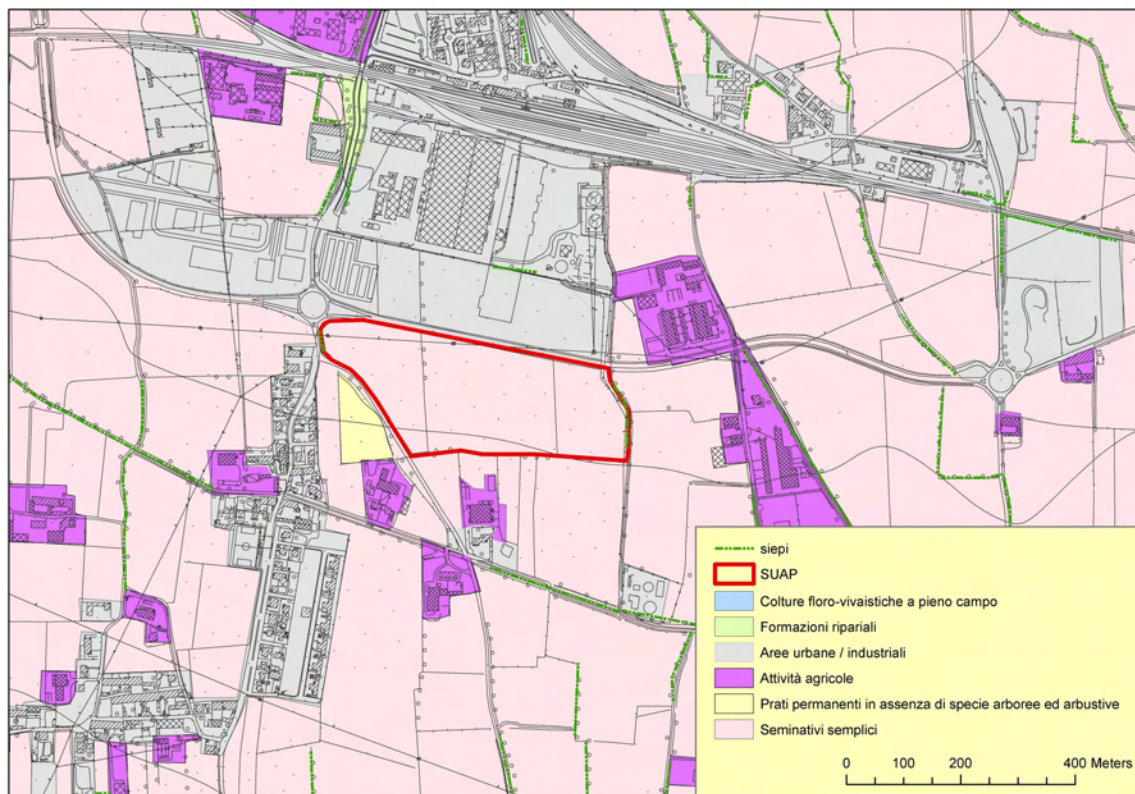 siepi
SUAP
Colture floro-vivaistiche a pieno campo
Formazioni ripariali
Aree urbane / industriali
Attività agricole
Prati permanenti in assenza di specie arboree ed arbustive
Seminativi semplici
0 100 200 400 Meters